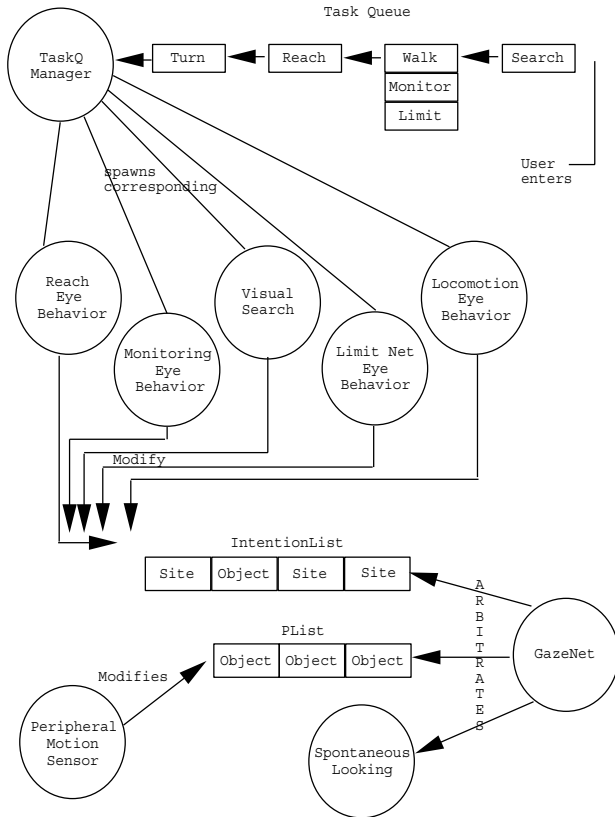 Task Queue
TaskQ
Manager
Turn
Reach
Walk
Search
Monitor
Limit
User
enters
spawns
corresponding
Reach
Eye
Behavior
Visual
Search
Locomotion
Eye
Behavior
Monitoring
Eye
Behavior
Limit Net
Eye
Behavior
Modify
IntentionList
Site
Object
Site
Site
ARBITRATES
PList
Object
Object
Object
GazeNet
Modifies
Peripheral
Motion
Sensor
Spontaneous
Looking